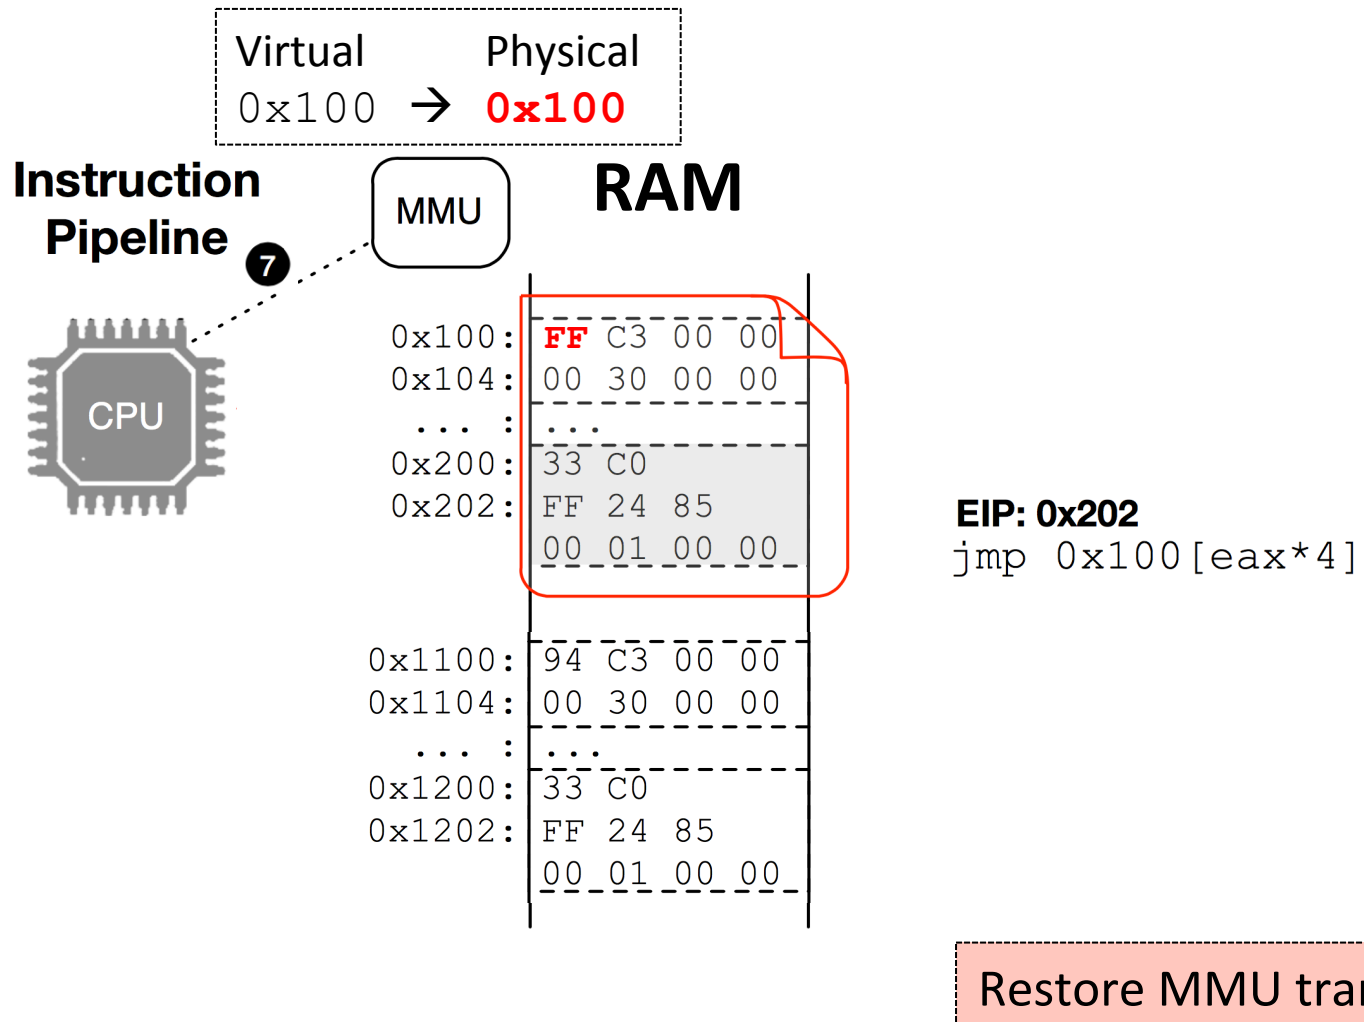 Virtual Physical
0x100 → 0x100
Instruction
Pipeline
7
MMU
RAM
CPU
0x100: FF C3 00 00
0x104: 00 30 00 00
... : ...
0x200: 33 C0
0x202: FF 24 85
00 01 00 00
EIP: 0x202
jmp 0x100[eax*4]
0x1100: 94 C3 00 00
0x1104: 00 30 00 00
... : ...
0x1200: 33 C0
0x1202: FF 24 85
00 01 00 00
Restore MMU